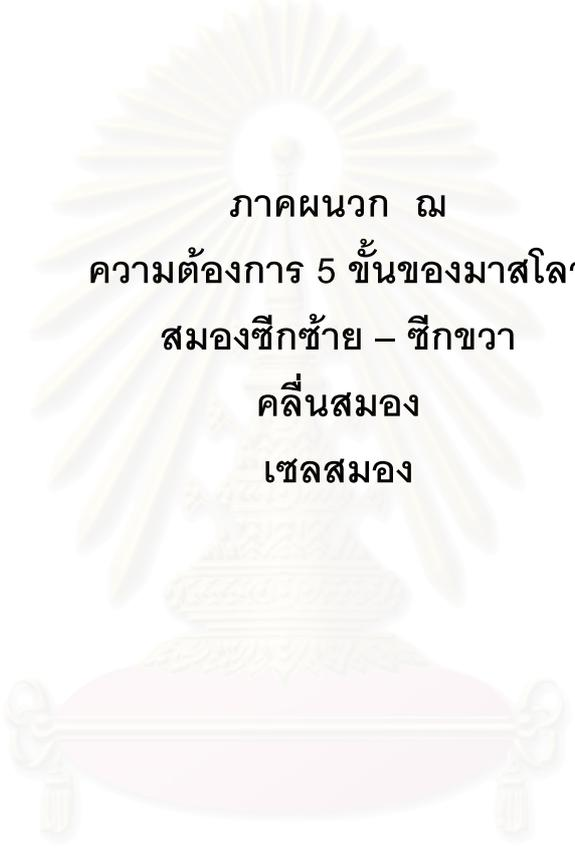 ภาคผนวก ฌ
ความต้องการ 5 ขั้นของมาสโลว
สมองซีกซ้าย – ซีกขวา
คลื่นสมอง
เซลสมอง